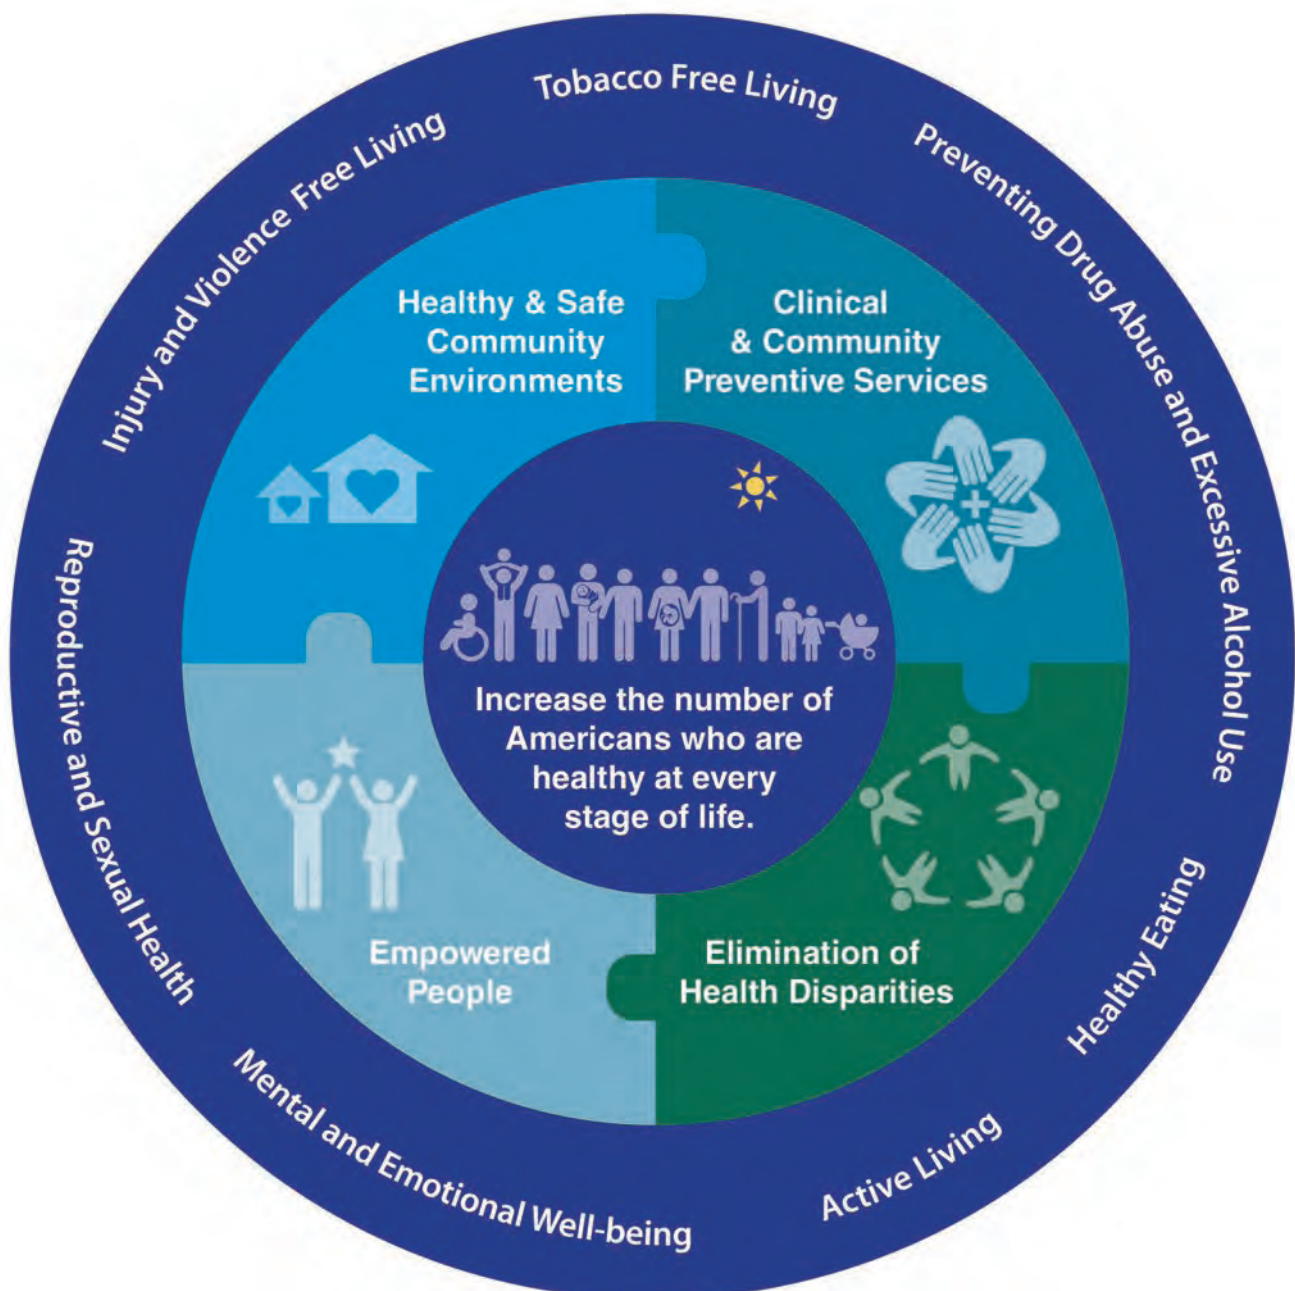 Tobacco Free Living
Preventing Drug Abuse and Excessive Alcohol Use
Healthy Eating
Active Living
Mental and Emotional Well-being
Reproductive and Sexual Health
Injury and Violence Free Living
Healthy & Safe
Community
Environments
Clinical
& Community
Preventive Services
Increase the number of
Americans who are
healthy at every
stage of life.
Empowered
People
Elimination of
Health Disparities